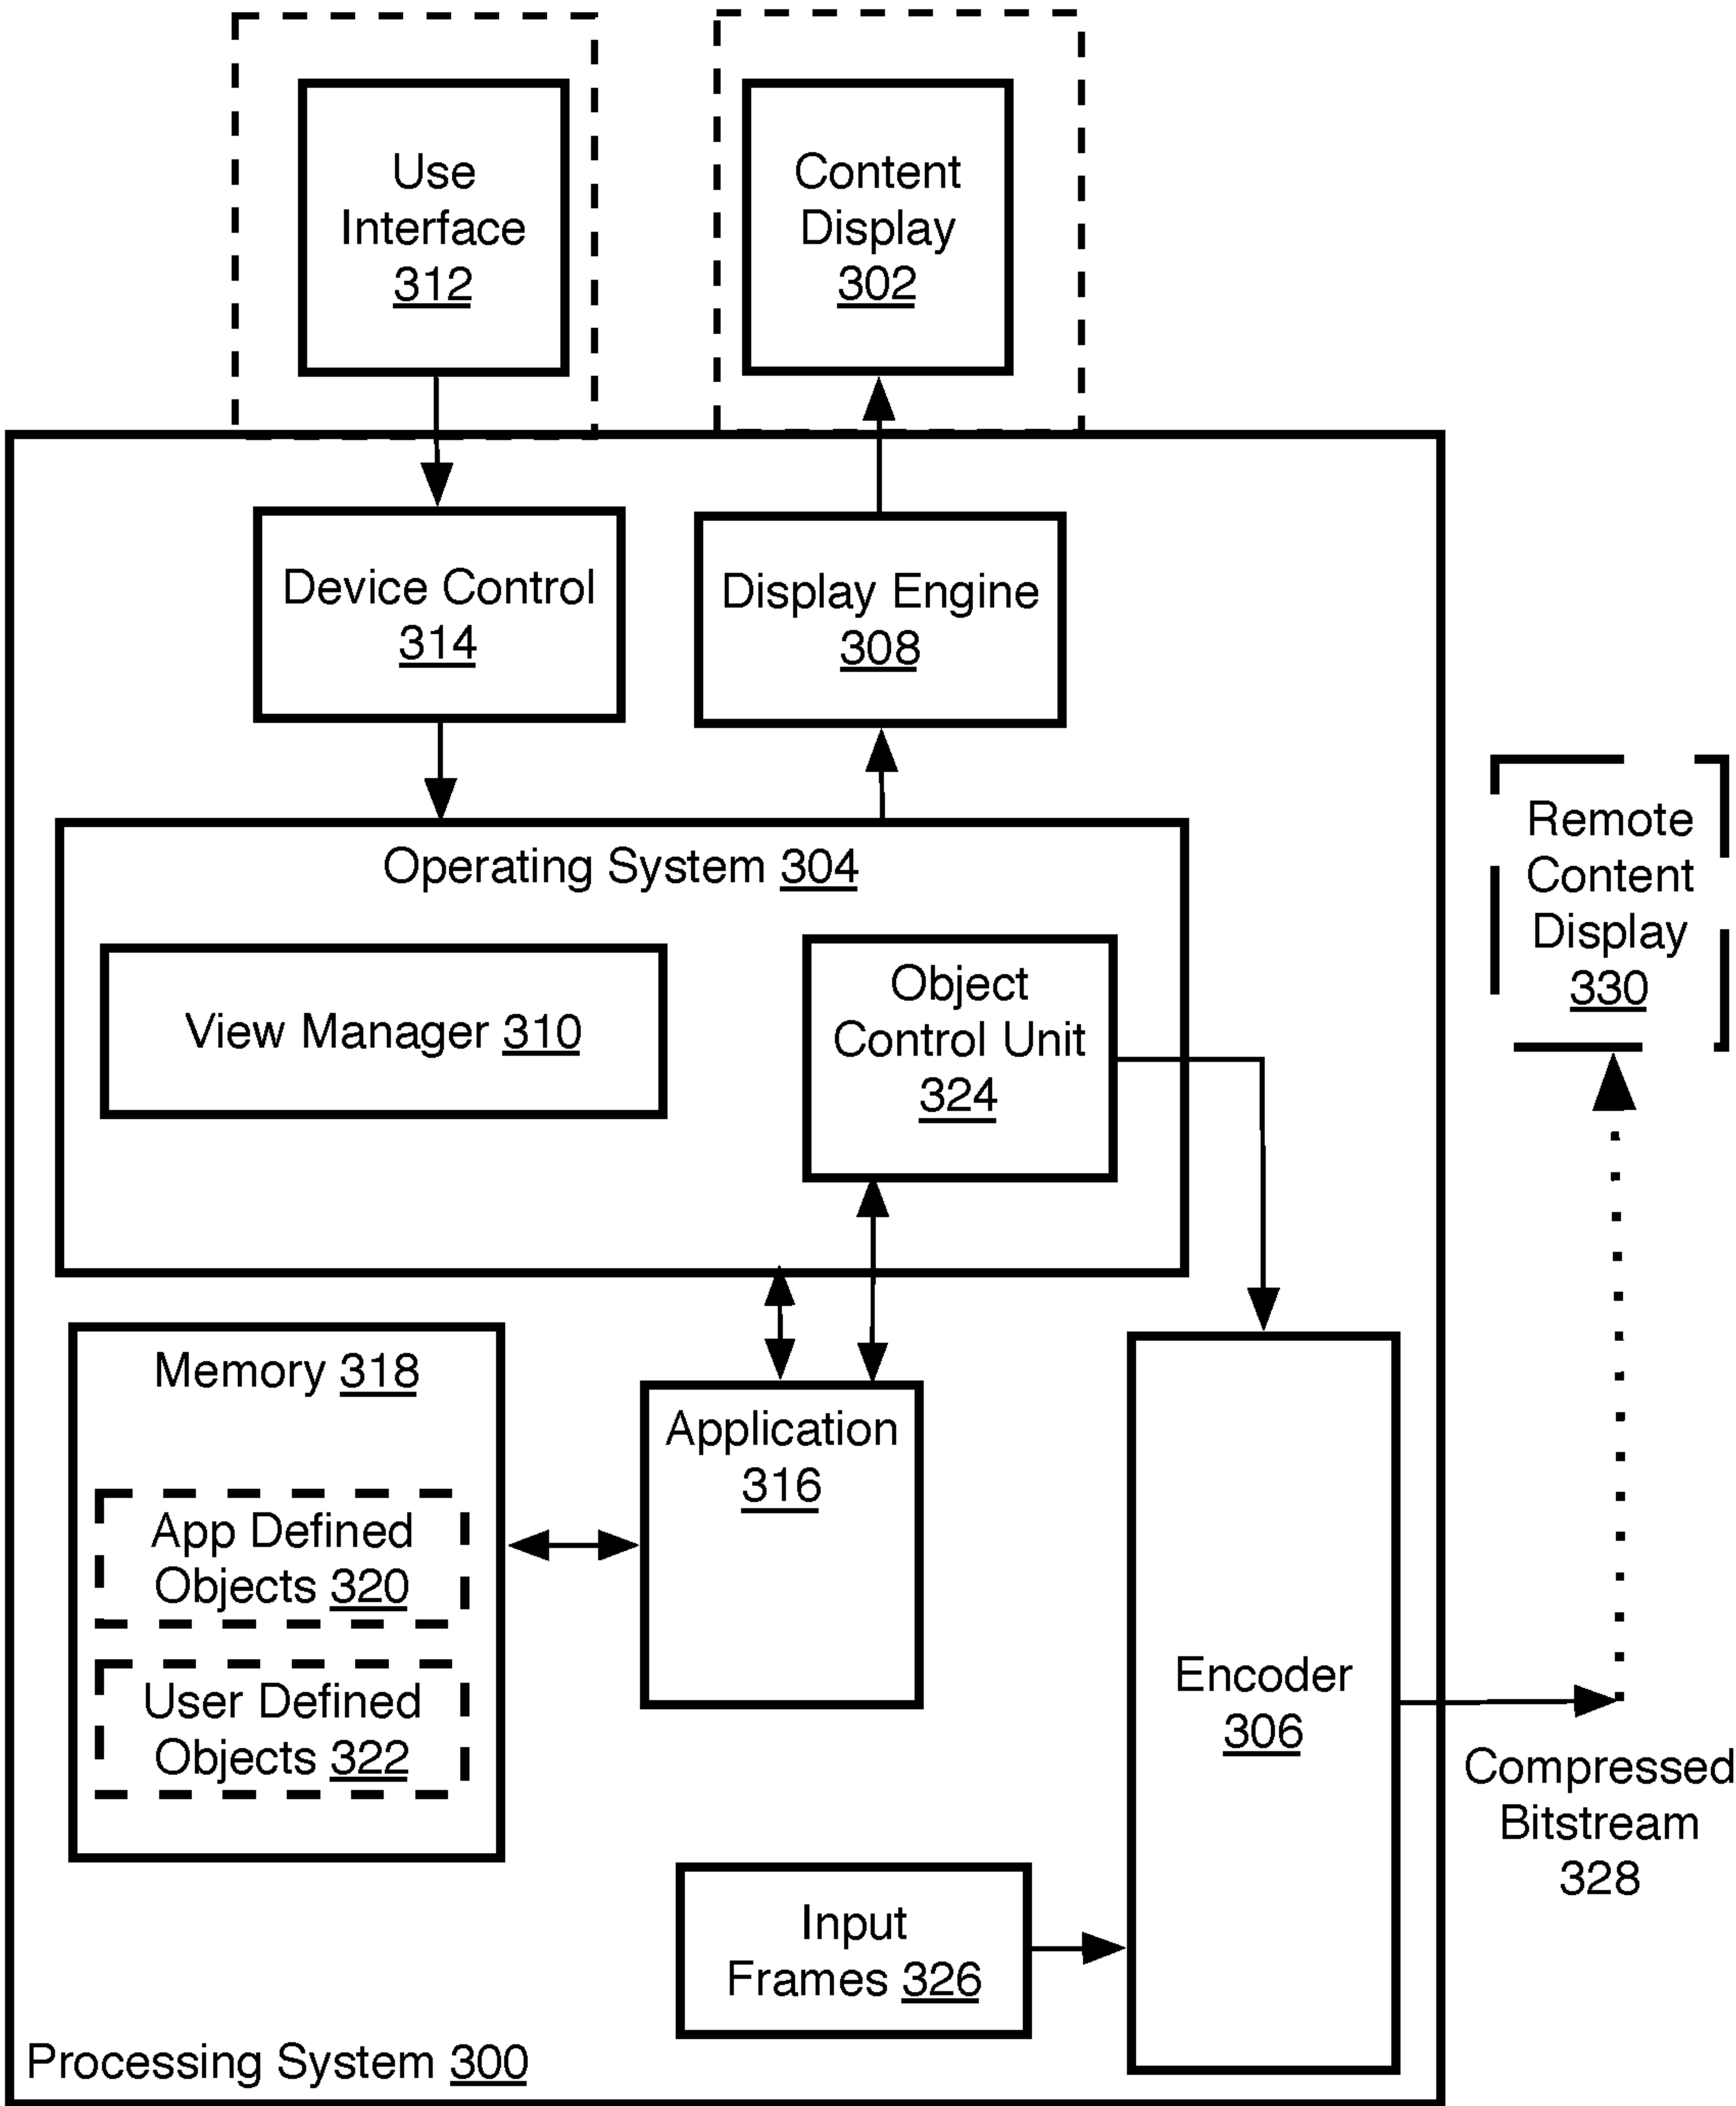 Use
Interface
312
Content
Display
302
Device Control
314
Display Engine
308
Operating System 304
View Manager 310
Object
Control Unit
324
Remote
Content
Display
330
Memory 318
App Defined
Objects 320
User Defined
Objects 322
Application
316
Encoder
306
Compressed
Bitstream
328
Input
Frames 326
Processing System 300